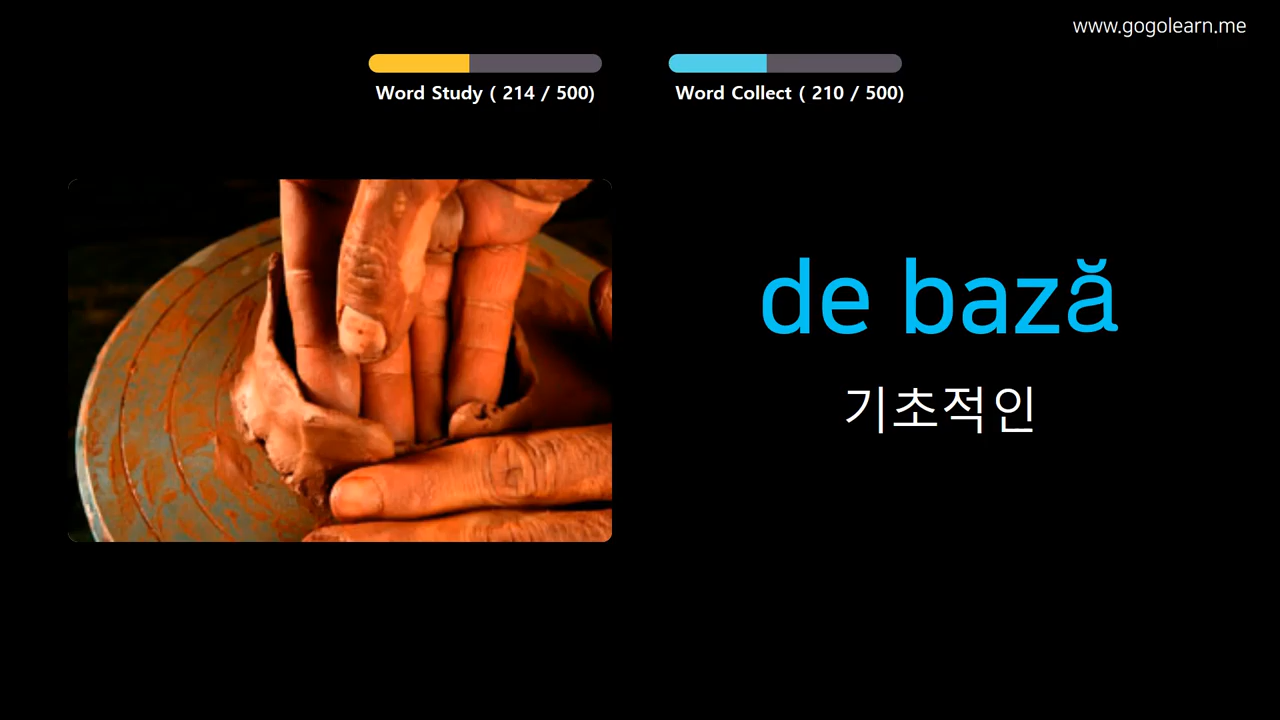 www.gogolearn.me
Word Study ( 214 / 500)
Word Collect ( 210 / 500)
de bază
기초적인